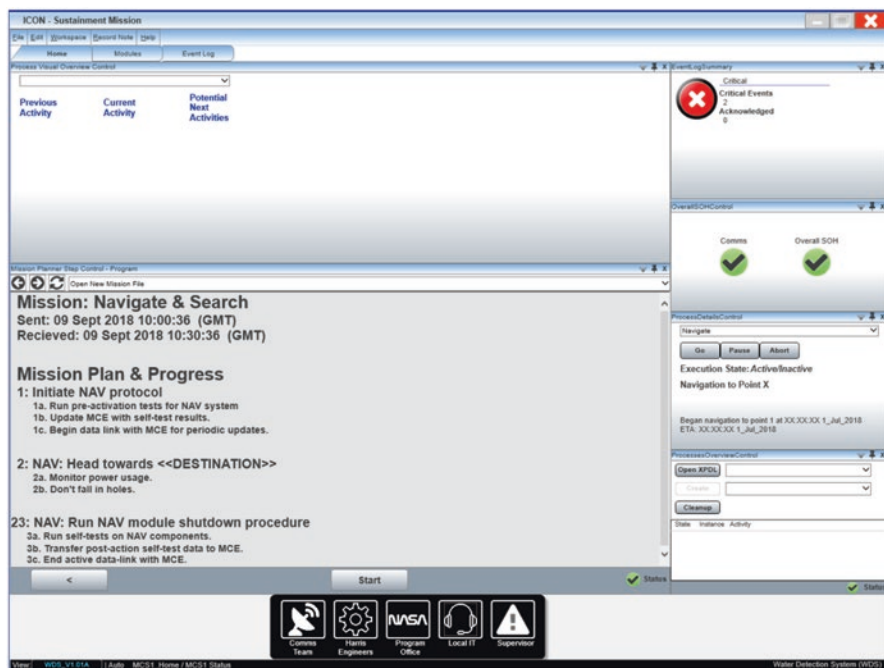 ICON - Sustainment Mission
File Edit Workspace Record Note Help
Home Modules Event Log
Process Visual Overview Control
Previous Activity
Current Activity
Potential Next Activities
EventLogSummary
Critical
Critical Events
2
Acknowledged
0
OverallSOHControl
Comms Overall SOH
Mission Planner Step Control - Program
Open New Mission File
Mission: Navigate & Search
Sent: 09 Sept 2018 10:00:36 (GMT)
Recieved: 09 Sept 2018 10:30:36 (GMT)
Mission Plan & Progress
1: Initiate NAV protocol
1a. Run pre-activation tests for NAV system
1b. Update MCE with self-test results.
1c. Begin data link with MCE for periodic updates.
2: NAV: Head towards <<DESTINATION>>
2a. Monitor power usage.
2b. Don't fall in holes.
23: NAV: Run NAV module shutdown procedure
3a. Run self-tests on NAV components.
3b. Transfer post-action self-test data to MCE.
3c. End active data-link with MCE.
< Start Status
ProcessDetailsControl
Navigate
Go Pause Abort
Execution State: Active/Inactive
Navigation to Point X
Began navigation to point 1 at XX:XX:XX 1_Jul_2018
ETA: XX:XX:XX 1_Jul_2018
ProcessesOverviewControl
Open XPDL
Create
Cleanup
State Instance Activity
Status
Comms Team
Harris Engineers
NASA
Program Office
Local IT
Supervisor
View: WDS_V1.01A | Auto MCS1 Home / MCS1 Status
Water Detection System (WDS)